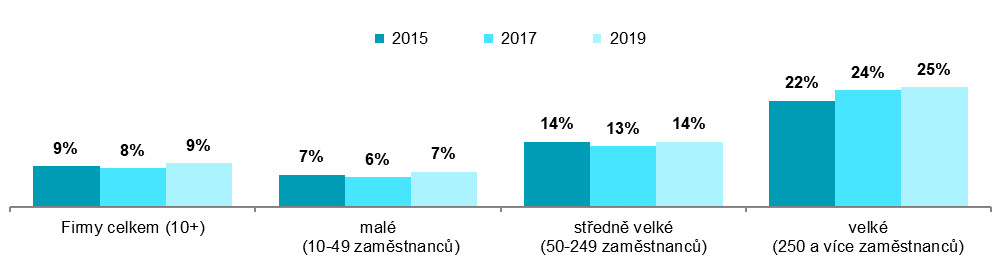 2015 2017 2019
9% 8% 9% 7% 6% 7% 14% 13% 14% 22% 24% 25%
Firmy celkem (10+)
malé
(10-49 zaměstnanců)
středně velké
(50-249 zaměstnanců)
velké
(250 a více zaměstnanců)